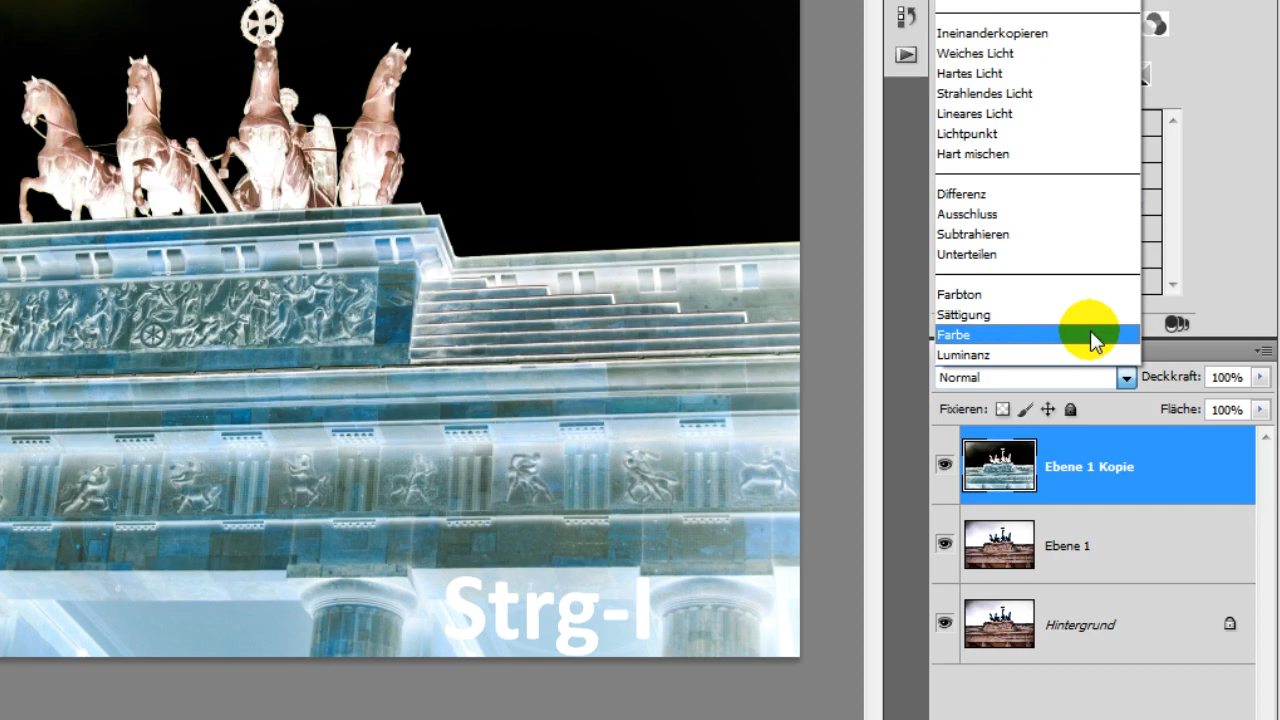 Ineinanderkopieren
Weiches Licht
Hartes Licht
Strahlendes Licht
Lineares Licht
Lichtpunkt
Hart mischen
Differenz
Ausschluss
Subtrahieren
Unterteilen
Farbton
Sättigung
Farbe
Luminanz
Normal Deckkraft: 100%
Fixieren: Fläche: 100%
Ebene 1 Kopie
Ebene 1
Hintergrund
Strg-I